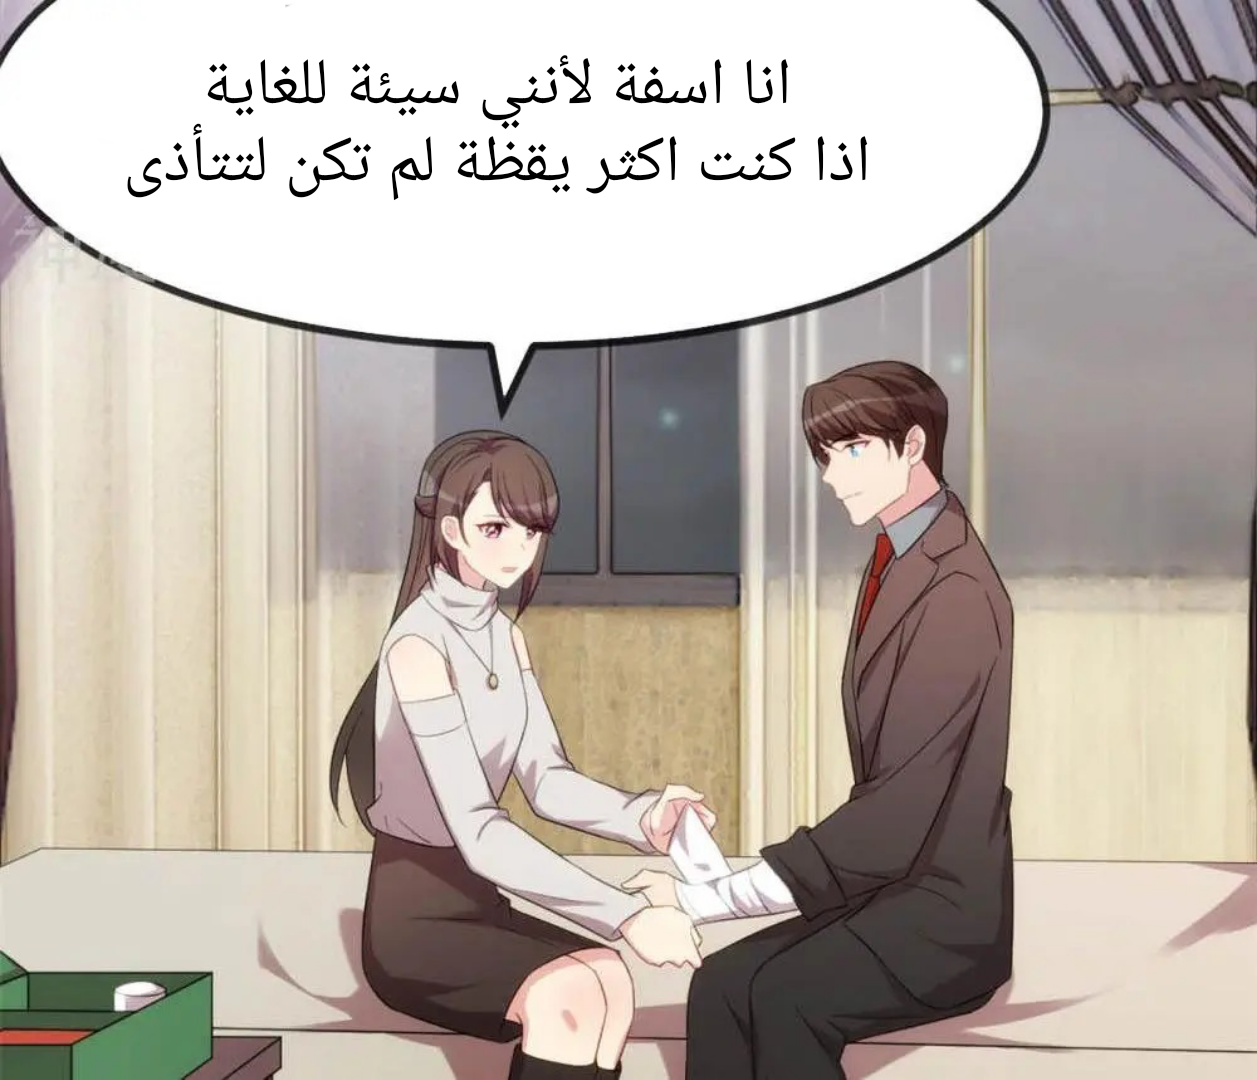 انا اسفة لأنني سيئة للغاية
اذا كنت اكثر يقظة لم تكن لتتأذى